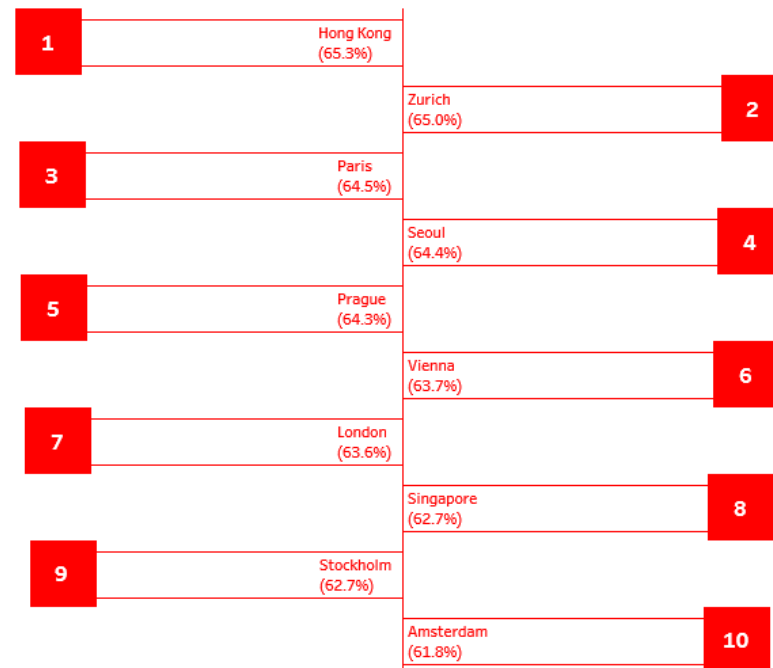 1
Hong Kong
(65.3%)
Zurich
(65.0%)
2
3
Paris
(64.5%)
Seoul
(64.4%)
4
5
Prague
(64.3%)
Vienna
(63.7%)
6
7
London
(63.6%)
Singapore
(62.7%)
8
9
Stockholm
(62.7%)
Amsterdam
(61.8%)
10